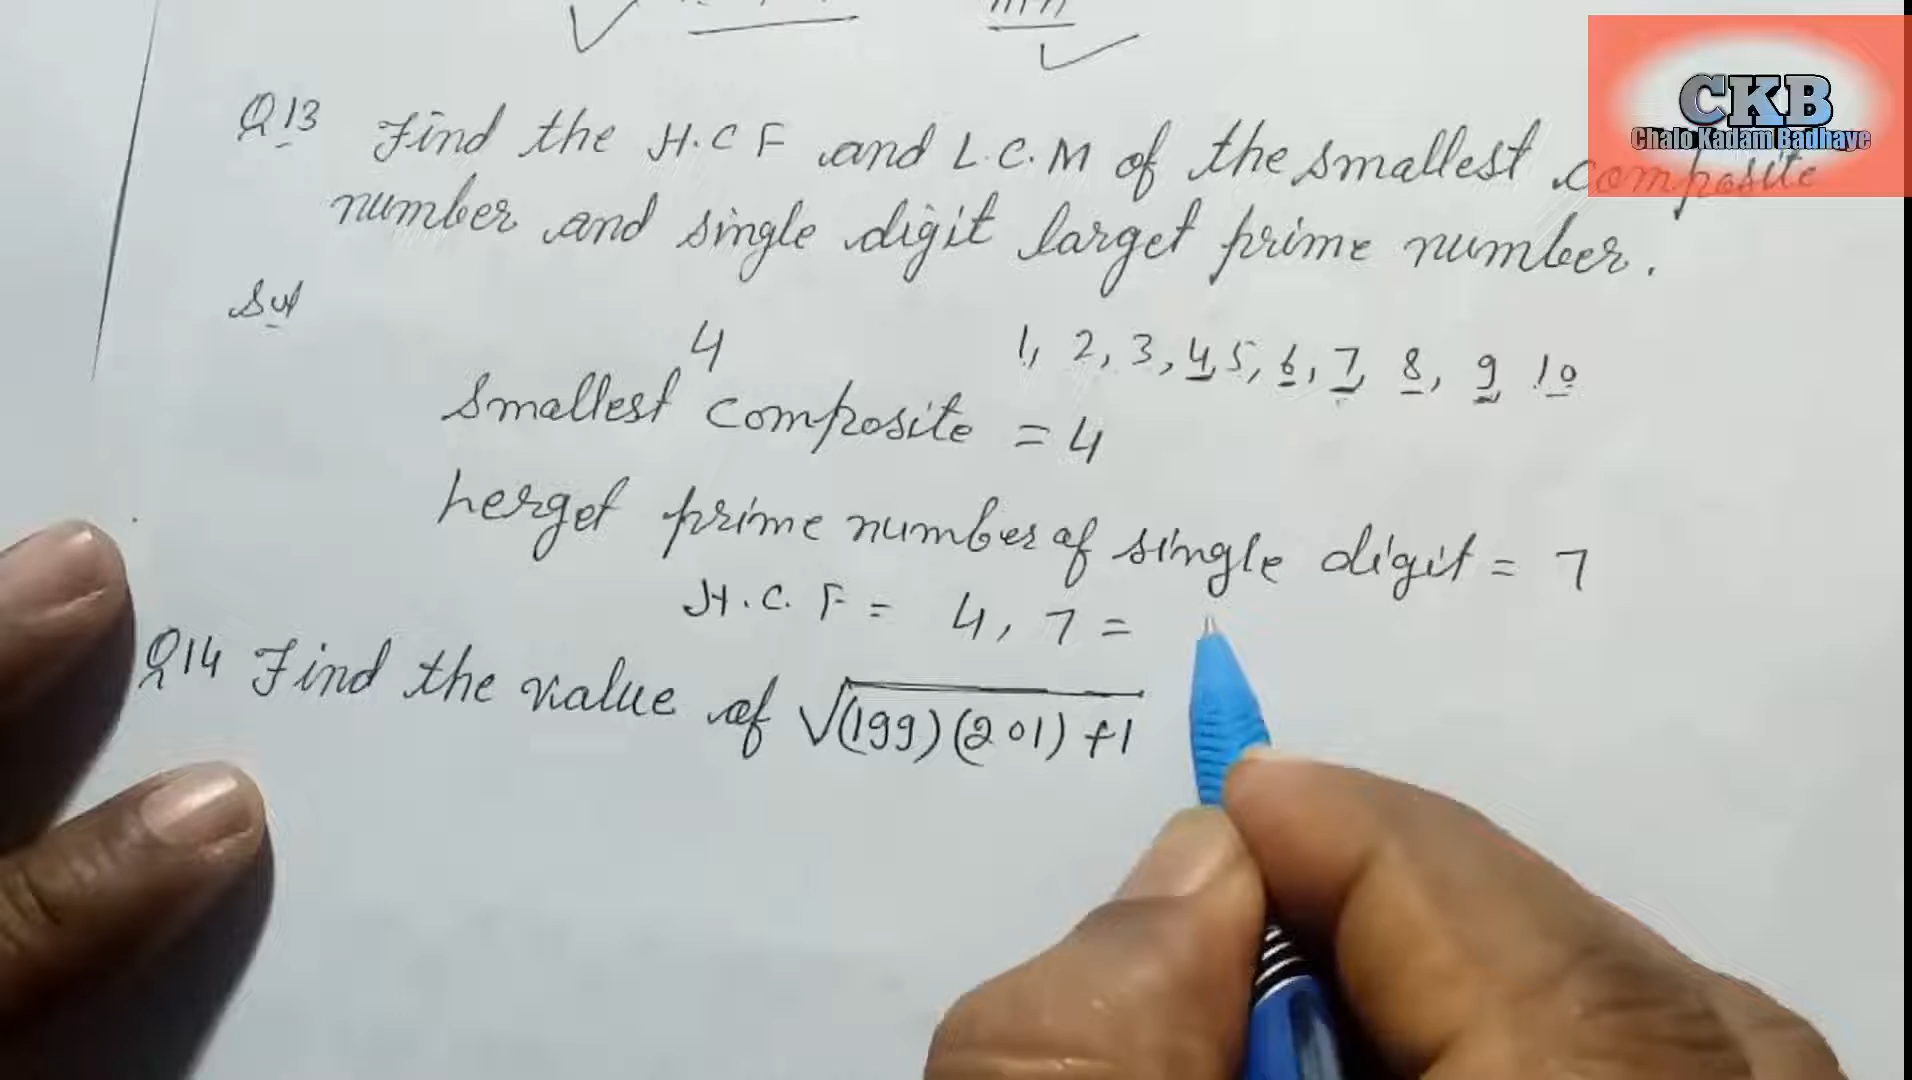 CKB
Chalo Kadam Badhaye
Q13 Find the H.C F and L.C.M of the smallest composite
number and single digit larget prime number.
Sol
4
1, 2, 3, 4, 5, 6, 7, 8, 9 10
Smallest composite = 4
herget prime number of single digit = 7
H.C.F = 4, 7 =
Q14 Find the value of √(199)(201)+1